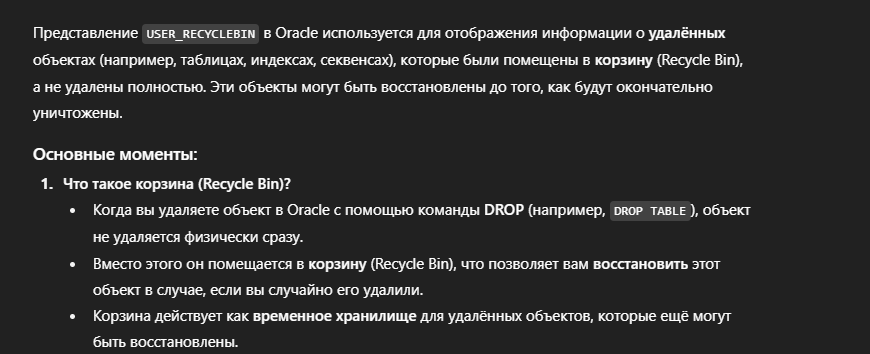 Представление USER_RECYCLEBIN в Oracle используется для отображения информации о удалённых
объектах (например, таблицах, индексах, секвенсах), которые были помещены в корзину (Recycle Bin),
а не удалены полностью. Эти объекты могут быть восстановлены до того, как будут окончательно
уничтожены.
Основные моменты:
1. Что такое корзина (Recycle Bin)?
• Когда вы удаляете объект в Oracle с помощью команды DROP (например, DROP TABLE), объект
не удаляется физически сразу.
• Вместо этого он помещается в корзину (Recycle Bin), что позволяет вам восстановить этот
объект в случае, если вы случайно его удалили.
• Корзина действует как временное хранилище для удалённых объектов, которые ещё могут
быть восстановлены.